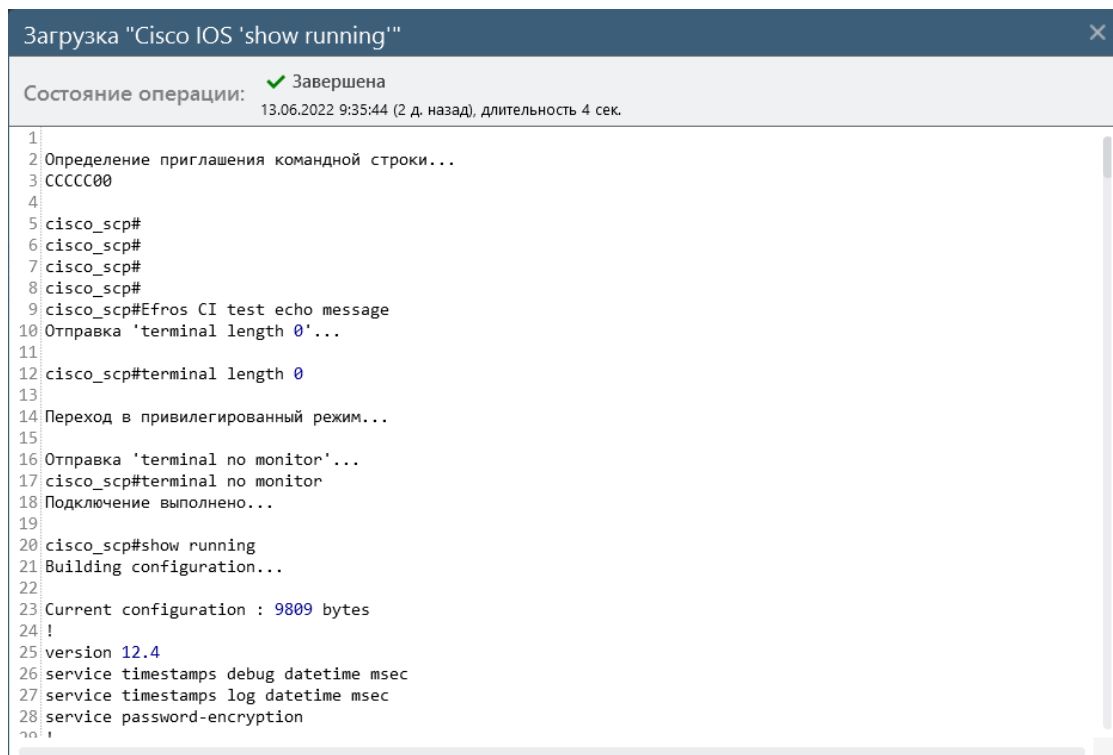 Загрузка "Cisco IOS 'show running'"
Состояние операции:
Завершена
13.06.2022 9:35:44 (2 д. назад), длительность 4 сек.
1
2 Определение приглашения командной строки...
3 CCCCC00
4
5 cisco_scp#
6 cisco_scp#
7 cisco_scp#
8 cisco_scp#
9 cisco_scp#Efros CI test echo message
10 Отправка 'terminal length 0'...
11
12 cisco_scp#terminal length 0
13
14 Переход в привилегированный режим...
15
16 Отправка 'terminal no monitor'...
17 cisco_scp#terminal no monitor
18 Подключение выполнено...
19
20 cisco_scp#show running
21 Building configuration...
22
23 Current configuration : 9809 bytes
24 !
25 version 12.4
26 service timestamps debug datetime msec
27 service timestamps log datetime msec
28 service password-encryption
29 !